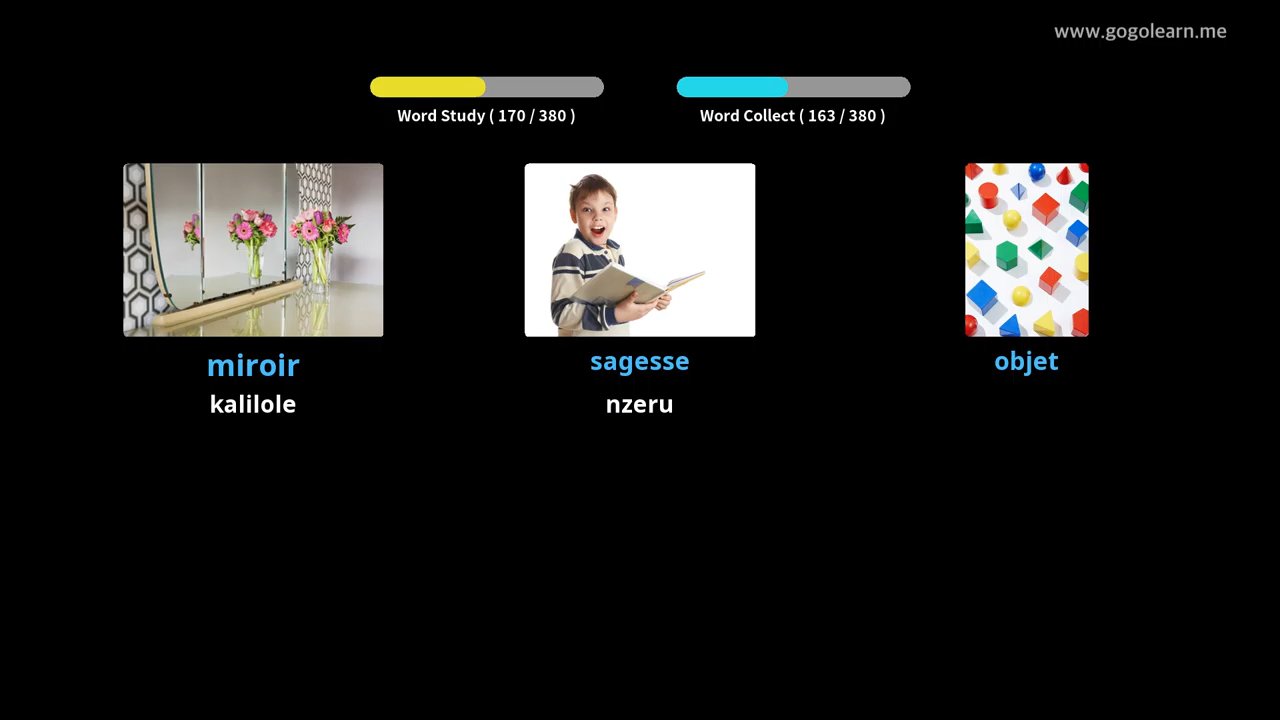 www.gogolearn.me
Word Study ( 170 / 380 )
Word Collect ( 163 / 380 )
miroir
kalilole
sagesse
nzeru
objet